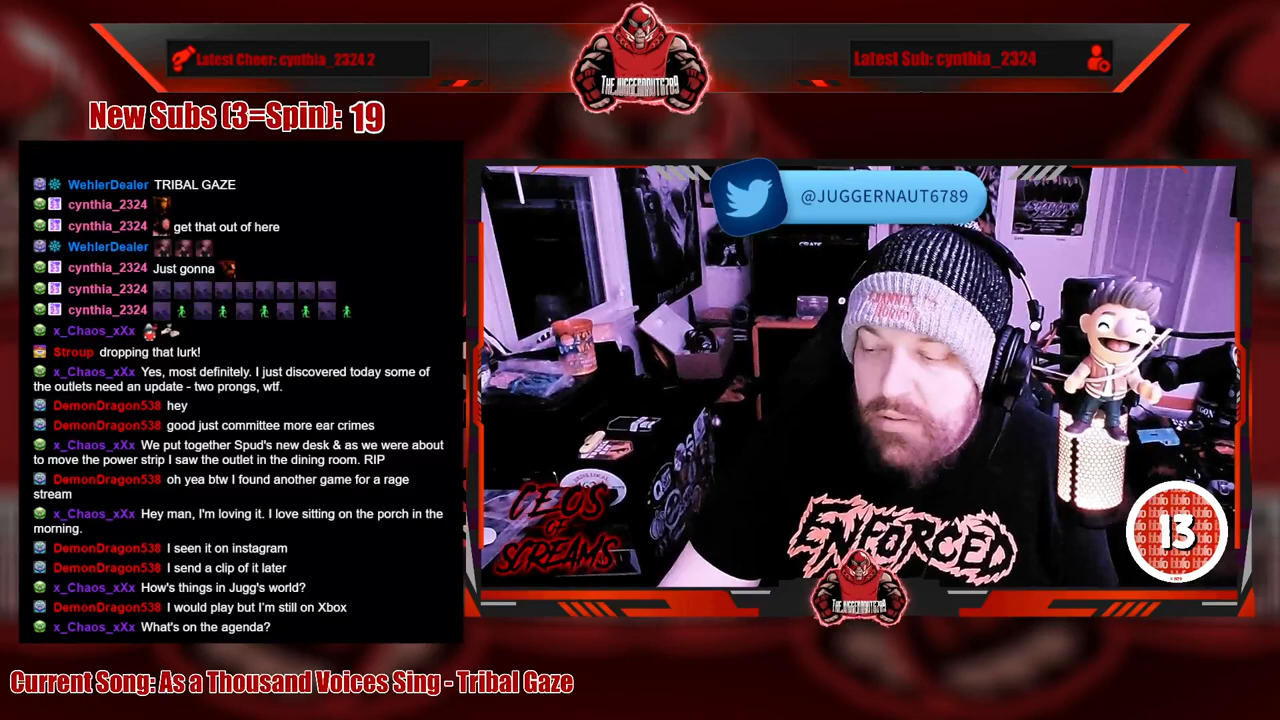 Latest Cheer: cynthia_2324 2
THEJUGGERNAUT6789
Latest Sub: cynthia_2324
New Subs (3=Spin): 19
WehlerDealer TRIBAL GAZE
cynthia_2324
cynthia_2324 get that out of here
WehlerDealer
cynthia_2324 Just gonna
cynthia_2324
cynthia_2324
x_Chaos_xXx
Stroup dropping that lurk!
x_Chaos_xXx Yes, most definitely. I just discovered today some of
the outlets need an update - two prongs, wtf.
DemonDragon538 hey
DemonDragon538 good just committee more ear crimes
x_Chaos_xXx We put together Spud's new desk & as we were about
to move the power strip I saw the outlet in the dining room. RIP
DemonDragon538 oh yea btw I found another game for a rage
stream
x_Chaos_xXx Hey man, I'm loving it. I love sitting on the porch in the
morning.
DemonDragon538 I seen it on instagram
DemonDragon538 I send a clip of it later
x_Chaos_xXx How's things in Jugg's world?
DemonDragon538 I would play but I'm still on Xbox
x_Chaos_xXx What's on the agenda?
@JUGGERNAUT6789
CRATE
CEO'S
OF
SCREAMS
ENFORCED
THEJUGGERNAUT6789
13
Current Song: As a Thousand Voices Sing - Tribal Gaze